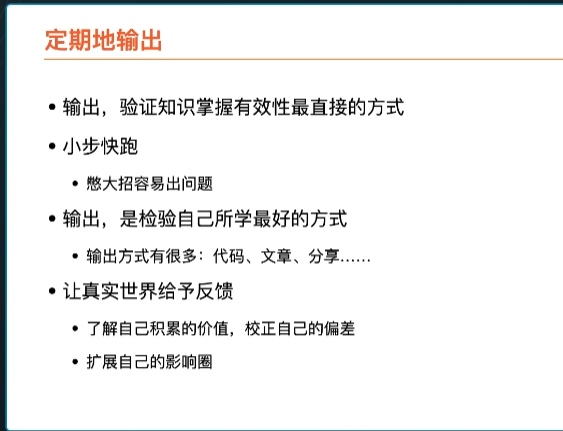 定期地输出
• 输出，验证知识掌握有效性最直接的方式
• 小步快跑
• 憋大招容易出问题
• 输出，是检验自己所学最好的方式
• 输出方式有很多：代码、文章、分享……
• 让真实世界给予反馈
• 了解自己积累的价值，校正自己的偏差
• 扩展自己的影响圈